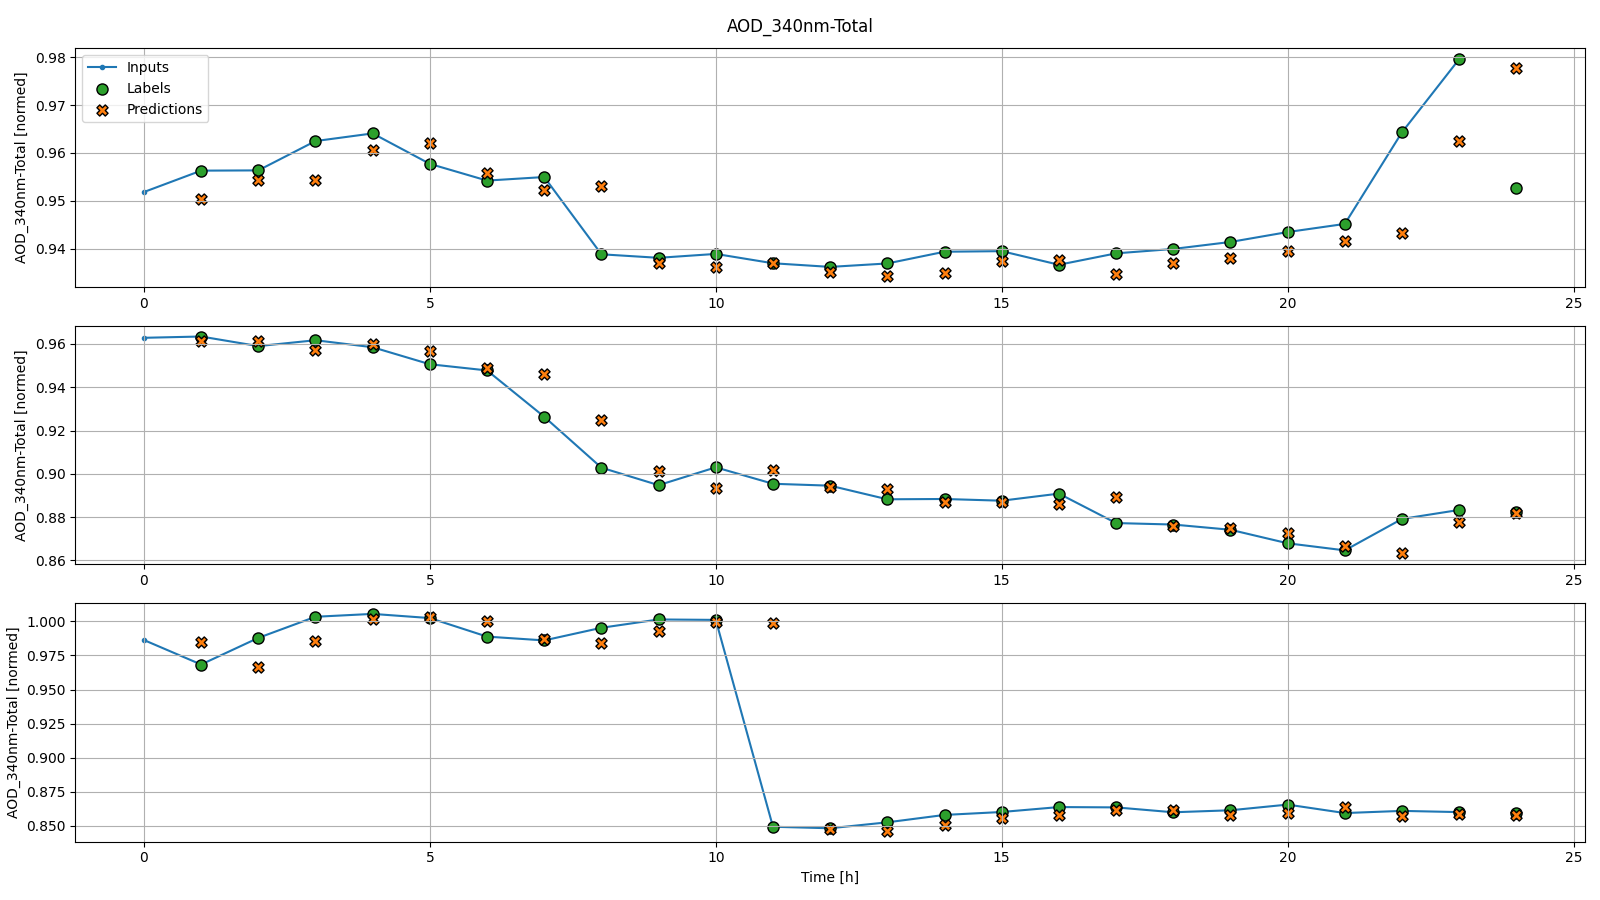 AOD_340nm-Total
AOD_340nm-Total [normed]
0.98
0.97
0.96
0.95
0.94
Inputs
Labels
Predictions
0 5 10 15 20 25
AOD_340nm-Total [normed]
0.96
0.94
0.92
0.90
0.88
0.86
0 5 10 15 20 25
AOD_340nm-Total [normed]
1.000
0.975
0.950
0.925
0.900
0.875
0.850
0 5 10 15 20 25
Time [h]